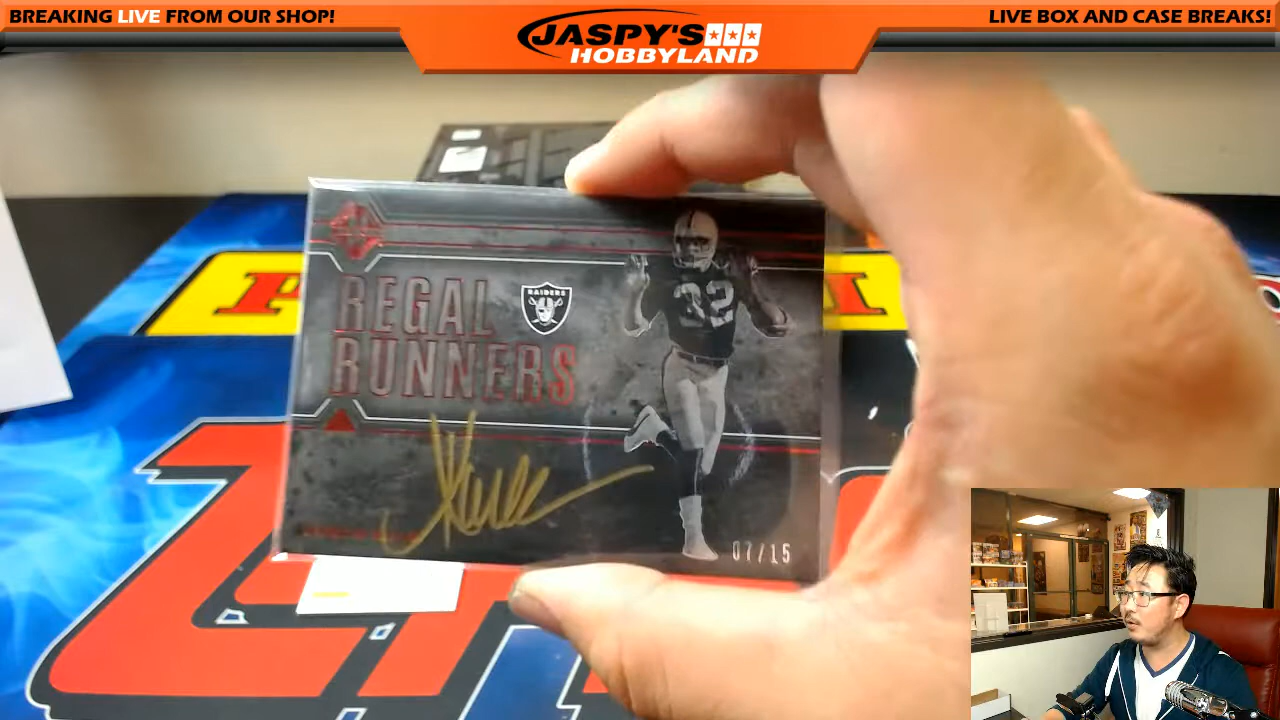 BREAKING LIVE FROM OUR SHOP!
JASPY'S
HOBBYLAND
LIVE BOX AND CASE BREAKS!
REGAL
RUNNERS
RAIDERS
32
07/15